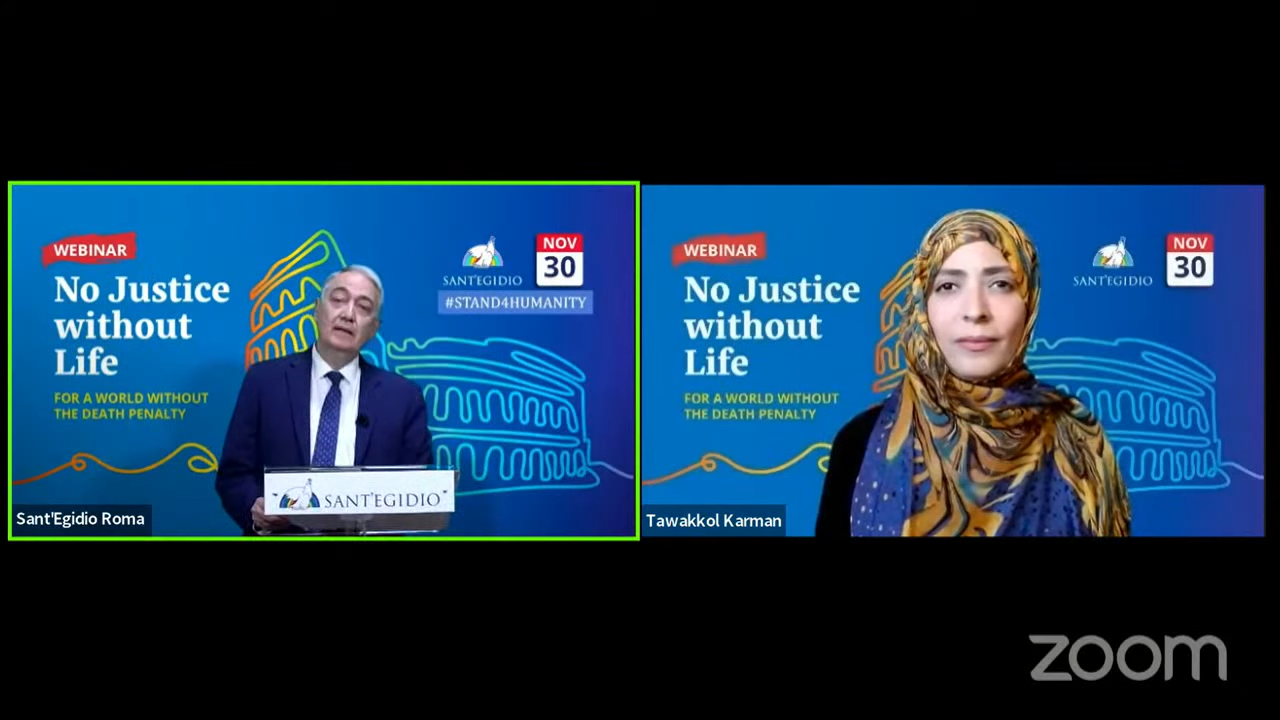 WEBINAR
No Justice
without
Life
FOR A WORLD WITHOUT
THE DEATH PENALTY
SANT'EGIDIO
NOV
30
#STAND4HUMANITY
SANT'EGIDIO
Sant'Egidio Roma
WEBINAR
No Justice
without
Life
FOR A WORLD WITHOUT
THE DEATH PENALTY
SANT'EGIDIO
NOV
30
Tawakkol Karman
zoom